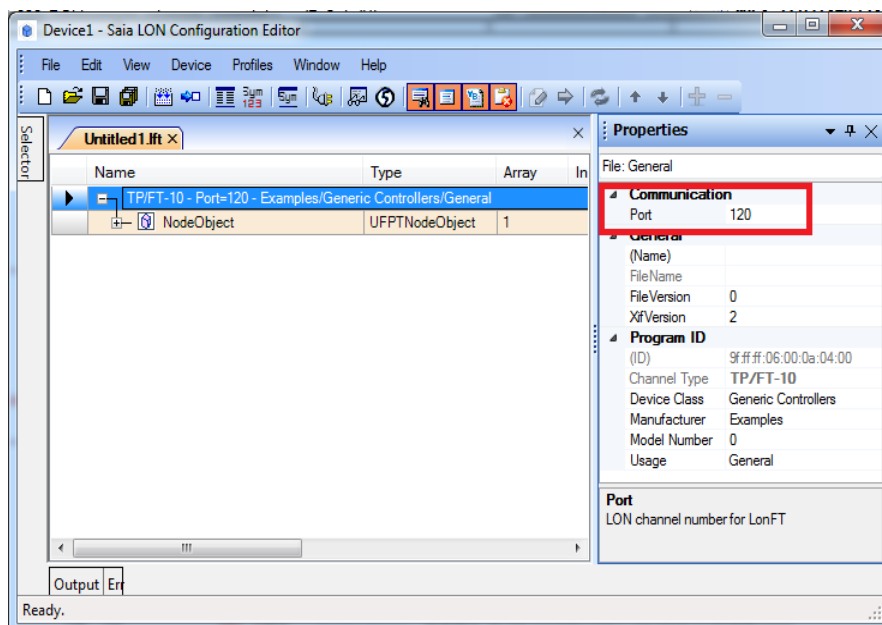 Device1 - Saia LON Configuration Editor
File Edit View Device Profiles Window Help
Selector
Untitled1.lft ×
Name Type Array In
TP/FT-10 - Port=120 - Examples/Generic Controllers/General
NodeObject UFPTNodeObject 1
Properties
File: General
Communication
Port 120
General
(Name)
FileName
FileVersion 0
XifVersion 2
Program ID
(ID) 9f:ff:ff:06:00:0a:04:00
Channel Type TP/FT-10
Device Class Generic Controllers
Manufacturer Examples
Model Number 0
Usage General
Port
LON channel number for LonFT
Output Err
Ready.